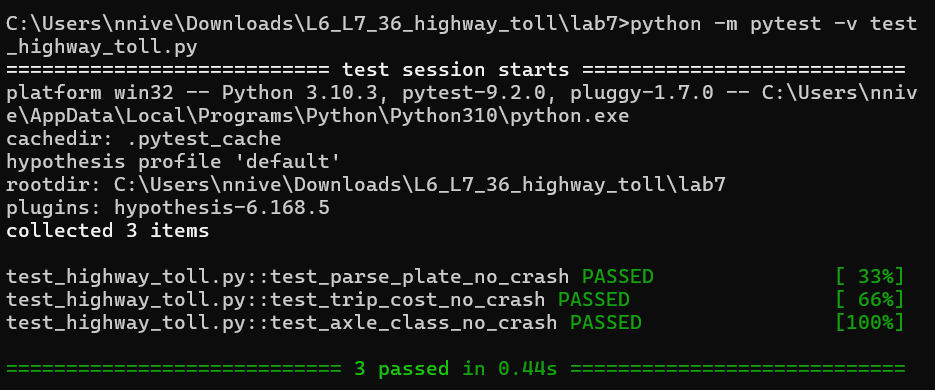 C:\Users\nnive\Downloads\L6_L7_36_highway_toll\lab7>python -m pytest -v test
_highway_toll.py
=========================== test session starts ===========================
platform win32 -- Python 3.10.3, pytest-9.2.0, pluggy-1.7.0 -- C:\Users\nniv
e\AppData\Local\Programs\Python\Python310\python.exe
cachedir: .pytest_cache
hypothesis profile 'default'
rootdir: C:\Users\nnive\Downloads\L6_L7_36_highway_toll\lab7
plugins: hypothesis-6.168.5
collected 3 items
test_highway_toll.py::test_parse_plate_no_crash PASSED               [ 33%]
test_highway_toll.py::test_trip_cost_no_crash PASSED                 [ 66%]
test_highway_toll.py::test_axle_class_no_crash PASSED                [100%]
============================ 3 passed in 0.44s ============================